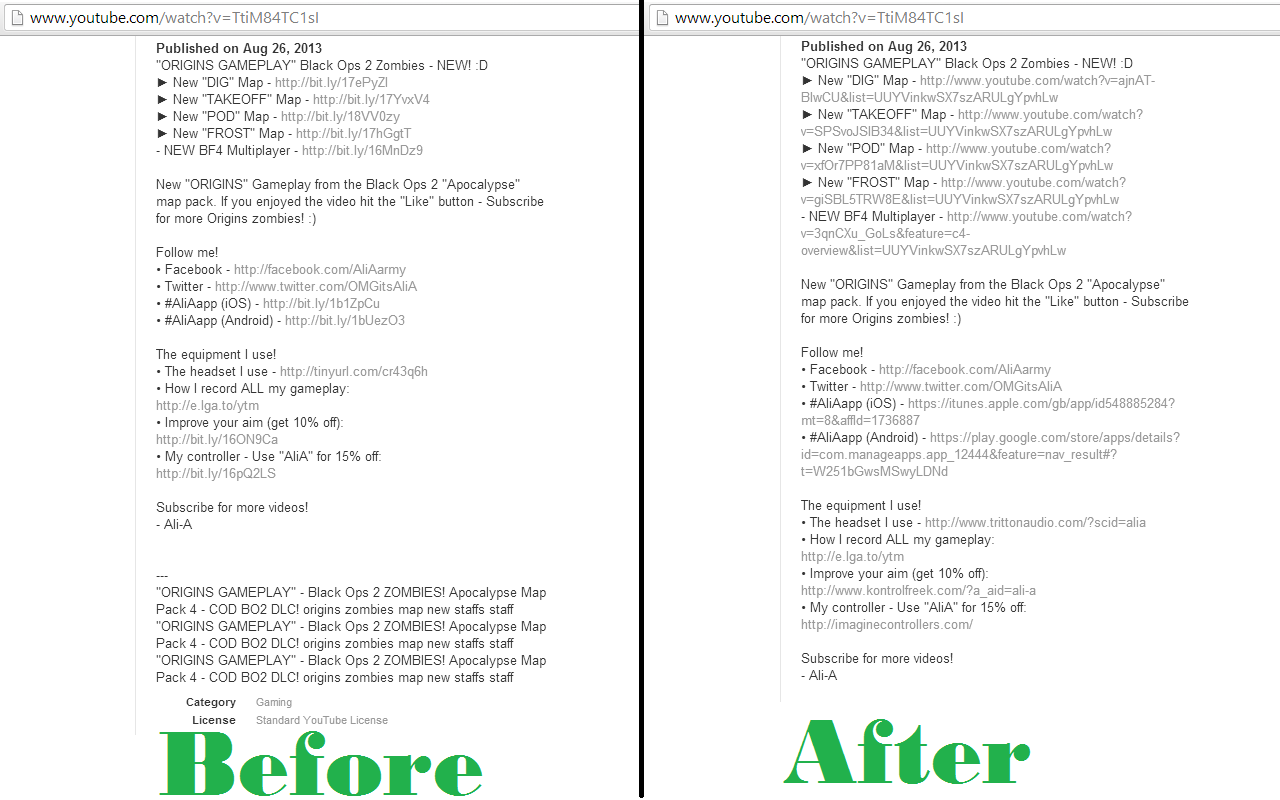 www.youtube.com/watch?v=TtiM84TC1sI
Published on Aug 26, 2013
"ORIGINS GAMEPLAY" Black Ops 2 Zombies - NEW! :D
► New "DIG" Map - http://bit.ly/17ePyZl
► New "TAKEOFF" Map - http://bit.ly/17YvxV4
► New "POD" Map - http://bit.ly/18VV0zy
► New "FROST" Map - http://bit.ly/17hGgtT
- NEW BF4 Multiplayer - http://bit.ly/16MnDz9
New "ORIGINS" Gameplay from the Black Ops 2 "Apocalypse"
map pack. If you enjoyed the video hit the "Like" button - Subscribe
for more Origins zombies! :)
Follow me!
• Facebook - http://facebook.com/AliAarmy
• Twitter - http://www.twitter.com/OMGitsAliA
• #AliAapp (iOS) - http://bit.ly/1b1ZpCu
• #AliAapp (Android) - http://bit.ly/1bUezO3
The equipment I use!
• The headset I use - http://tinyurl.com/cr43q6h
• How I record ALL my gameplay:
http://e.lga.to/ytm
• Improve your aim (get 10% off):
http://bit.ly/16ON9Ca
• My controller - Use "AliA" for 15% off:
http://bit.ly/16pQ2LS
Subscribe for more videos!
- Ali-A
---
"ORIGINS GAMEPLAY" - Black Ops 2 ZOMBIES! Apocalypse Map
Pack 4 - COD BO2 DLC! origins zombies map new staffs staff
"ORIGINS GAMEPLAY" - Black Ops 2 ZOMBIES! Apocalypse Map
Pack 4 - COD BO2 DLC! origins zombies map new staffs staff
"ORIGINS GAMEPLAY" - Black Ops 2 ZOMBIES! Apocalypse Map
Pack 4 - COD BO2 DLC! origins zombies map new staffs staff
Category Gaming
License Standard YouTube License
Before
www.youtube.com/watch?v=TtiM84TC1sI
Published on Aug 26, 2013
"ORIGINS GAMEPLAY" Black Ops 2 Zombies - NEW! :D
► New "DIG" Map - http://www.youtube.com/watch?v=ajnAT-
BIwCU&list=UUYVinkwSX7szARULgYpvhLw
► New "TAKEOFF" Map - http://www.youtube.com/watch?
v=SPSvoJSIB34&list=UUYVinkwSX7szARULgYpvhLw
► New "POD" Map - http://www.youtube.com/watch?
v=xfOr7PP81aM&list=UUYVinkwSX7szARULgYpvhLw
► New "FROST" Map - http://www.youtube.com/watch?
v=giSBL5TRW8E&list=UUYVinkwSX7szARULgYpvhLw
- NEW BF4 Multiplayer - http://www.youtube.com/watch?
v=3qnCXu_GoLs&feature=c4-
overview&list=UUYVinkwSX7szARULgYpvhLw
New "ORIGINS" Gameplay from the Black Ops 2 "Apocalypse"
map pack. If you enjoyed the video hit the "Like" button - Subscribe
for more Origins zombies! :)
Follow me!
• Facebook - http://facebook.com/AliAarmy
• Twitter - http://www.twitter.com/OMGitsAliA
• #AliAapp (iOS) - https://itunes.apple.com/gb/app/id548885284?
mt=8&affId=1736887
• #AliAapp (Android) - https://play.google.com/store/apps/details?
id=com.manageapps.app_12444&feature=nav_result#?
t=W251bGwsMSwyLDNd
The equipment I use!
• The headset I use - http://www.trittonaudio.com/?scid=alia
• How I record ALL my gameplay:
http://e.lga.to/ytm
• Improve your aim (get 10% off):
http://www.kontrolfreek.com/?a_aid=ali-a
• My controller - Use "AliA" for 15% off:
http://imaginecontrollers.com/
Subscribe for more videos!
- Ali-A
After